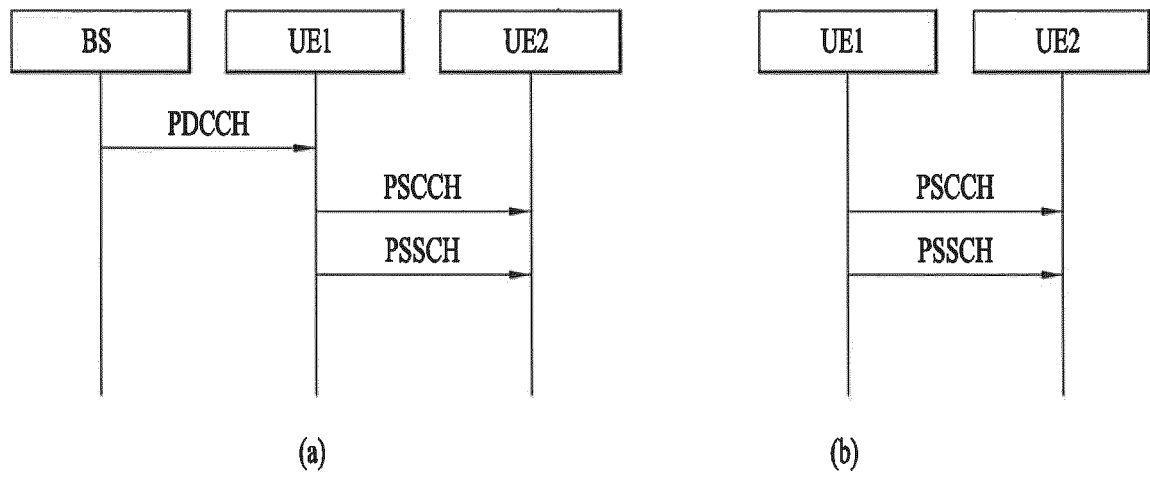 BS UE1 UE2 UE1 UE2
PDCCH
PSCCH PSCCH
PSSCH PSSCH
(a) (b)